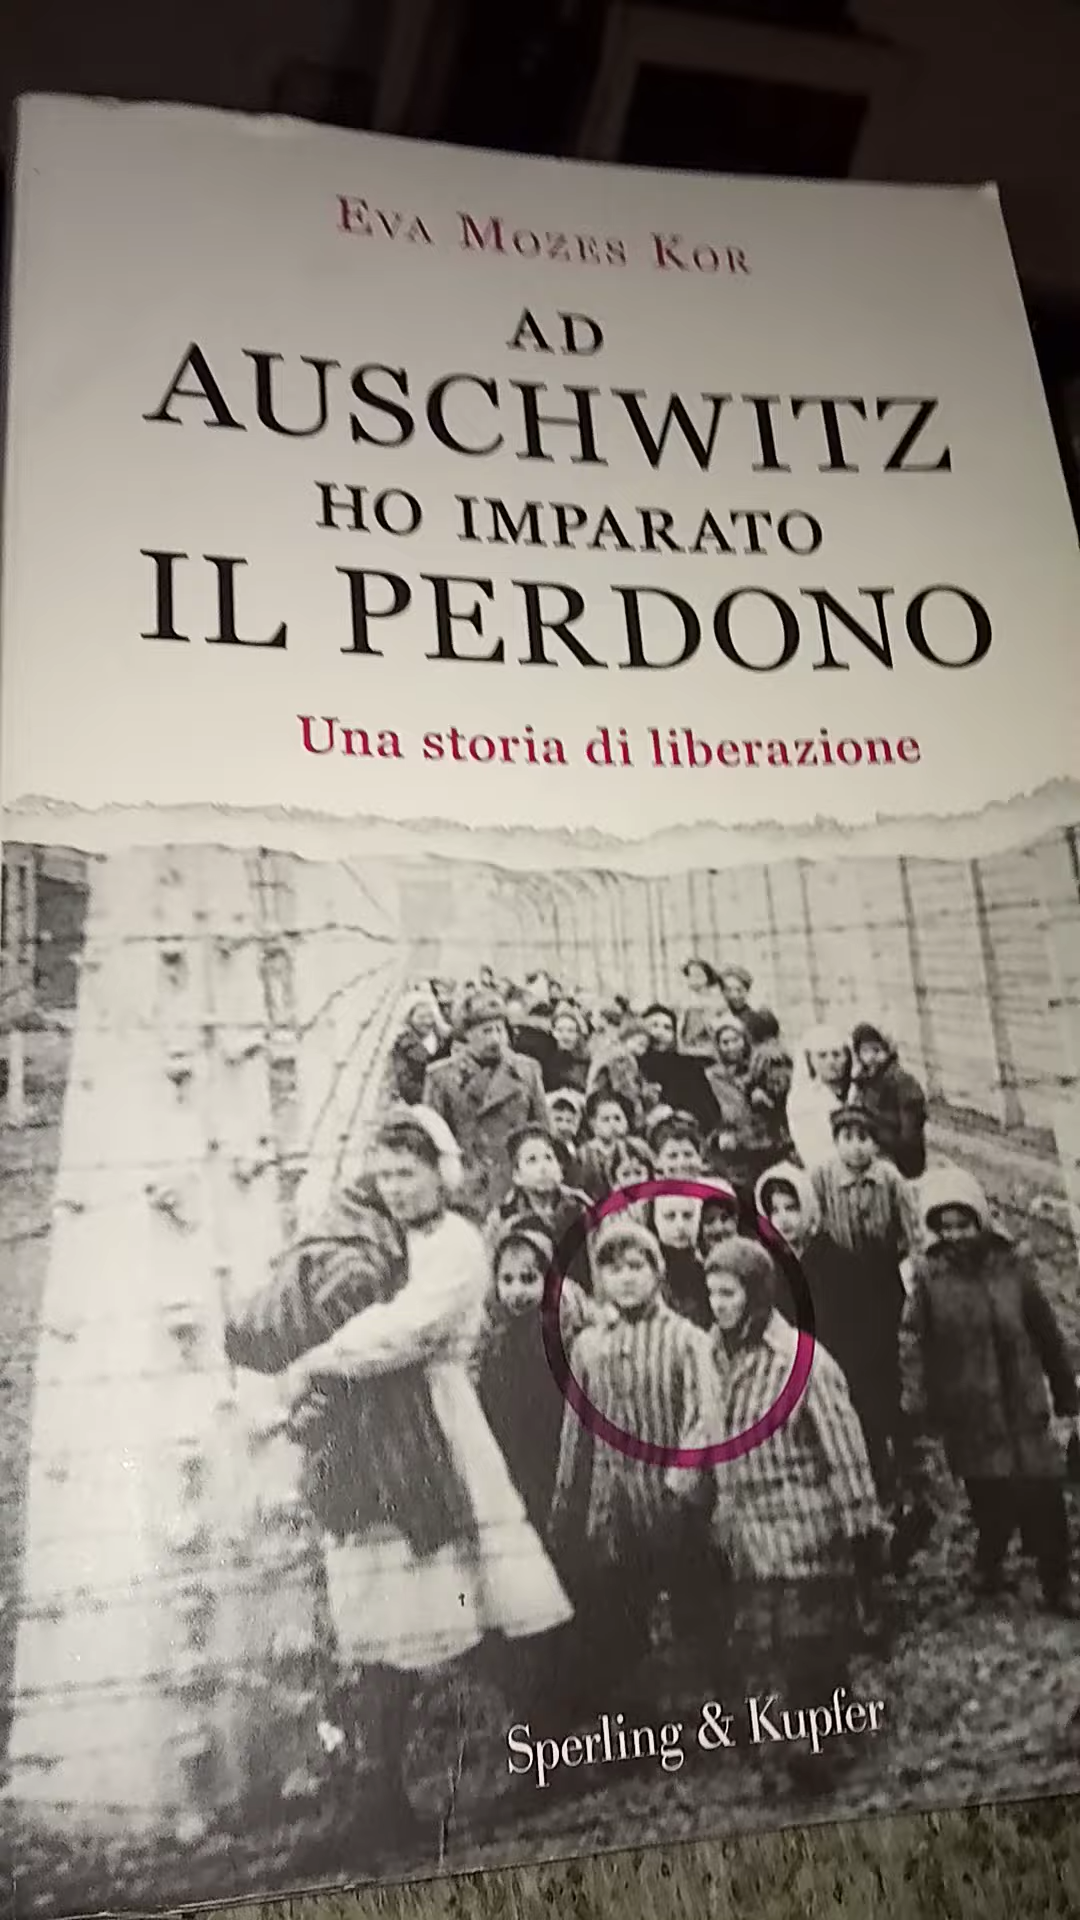 EVA MOZES KOR
AD
AUSCHWITZ
HO IMPARATO
IL PERDONO
Una storia di liberazione
Sperling & Kupfer